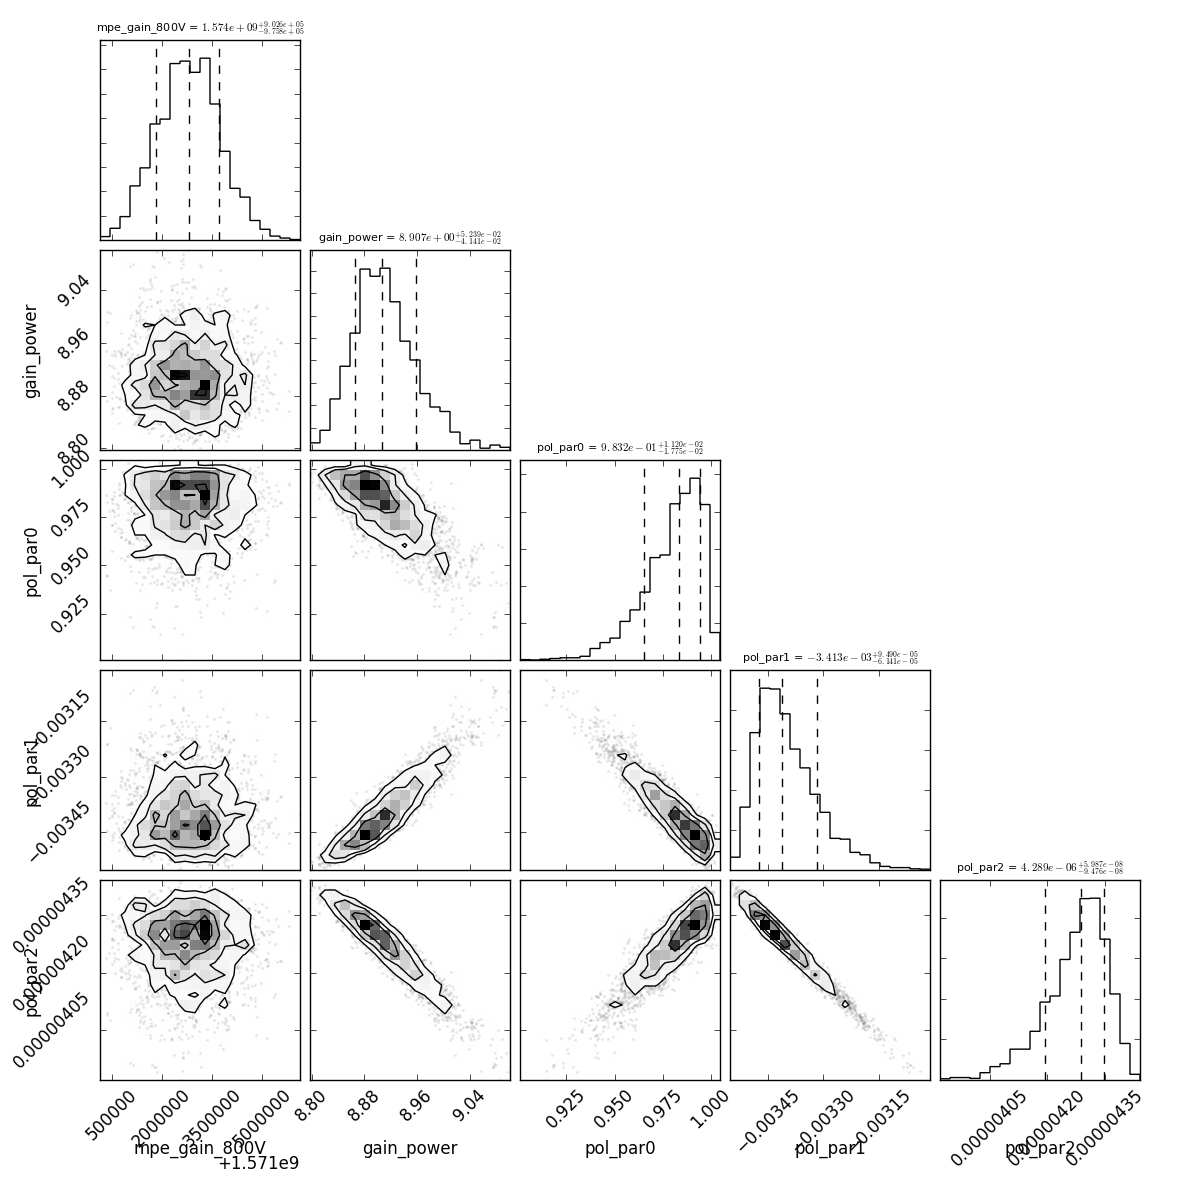 mpe_gain_800V = 1.574e+09+9.026e+05−9.758e+05
gain_power = 8.907e+00+5.239e−02−4.141e−02
pol_par0 = 9.832e−01+1.120e−02−1.775e−02
pol_par1 = −3.413e−03+9.490e−05−6.141e−05
pol_par2 = 4.289e−06+5.987e−08−9.476e−08
gain_power
9.04
8.96
8.88
8.80
pol_par0
1.000
0.975
0.950
0.925
pol_par1
−0.00315
−0.00330
−0.00345
pol_par2
0.00000435
0.00000420
0.00000405
500000
2000000
3500000
5000000
mpe_gain_800V
+1.571e9
8.80
8.88
8.96
9.04
gain_power
0.925
0.950
0.975
1.000
pol_par0
−0.00345
−0.00330
−0.00315
pol_par1
0.00000405
0.00000420
0.00000435
pol_par2